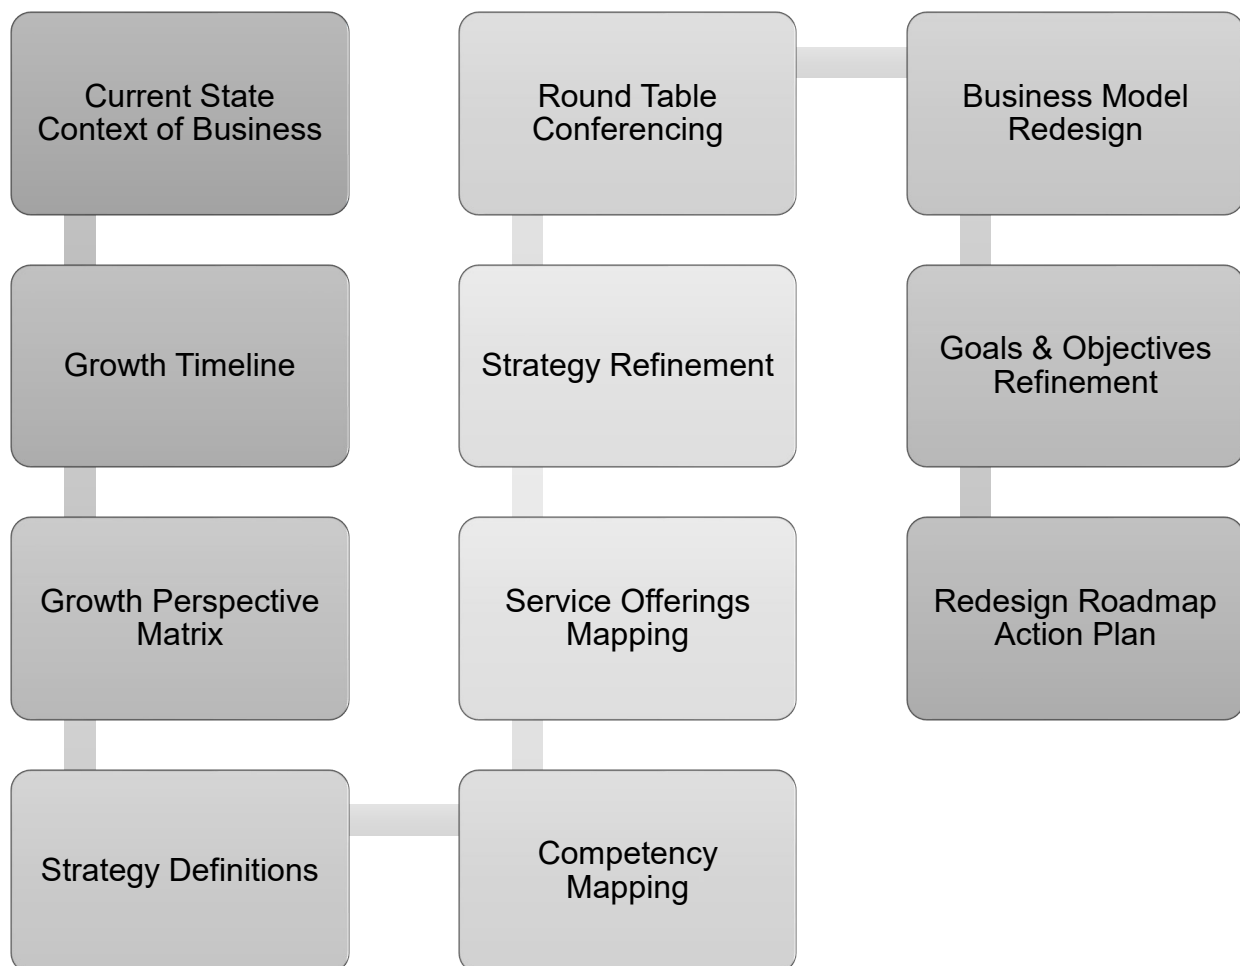 Current State
Context of Business
Growth Timeline
Growth Perspective
Matrix
Strategy Definitions
Competency
Mapping
Service Offerings
Mapping
Strategy Refinement
Round Table
Conferencing
Business Model
Redesign
Goals & Objectives
Refinement
Redesign Roadmap
Action Plan